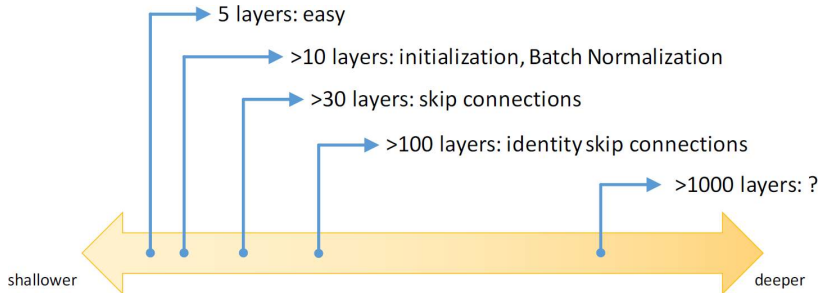 5 layers: easy
>10 layers: initialization, Batch Normalization
>30 layers: skip connections
>100 layers: identity skip connections
>1000 layers: ?
shallower
deeper